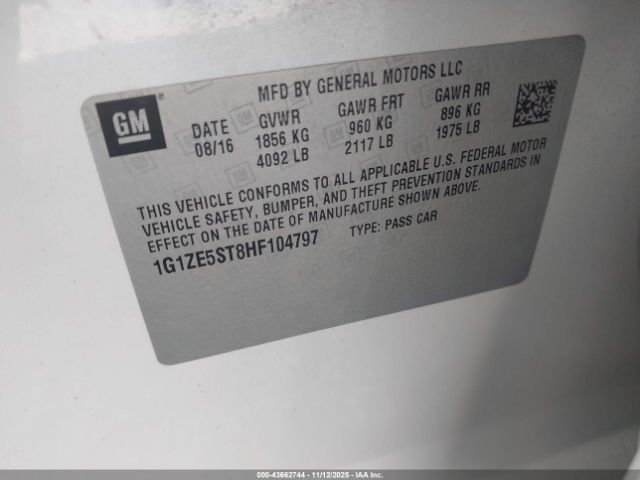 MFD BY GENERAL MOTORS LLC
GM ®
DATE GVWR GAWR FRT GAWR RR
08/16 1856 KG 960 KG 896 KG
4092 LB 2117 LB 1975 LB
THIS VEHICLE CONFORMS TO ALL APPLICABLE U.S. FEDERAL MOTOR
VEHICLE SAFETY, BUMPER, AND THEFT PREVENTION STANDARDS IN
EFFECT ON THE DATE OF MANUFACTURE SHOWN ABOVE.
1G1ZE5ST8HF104797 TYPE: PASS CAR
000-43662744 - 11/12/2025 - IAA Inc.